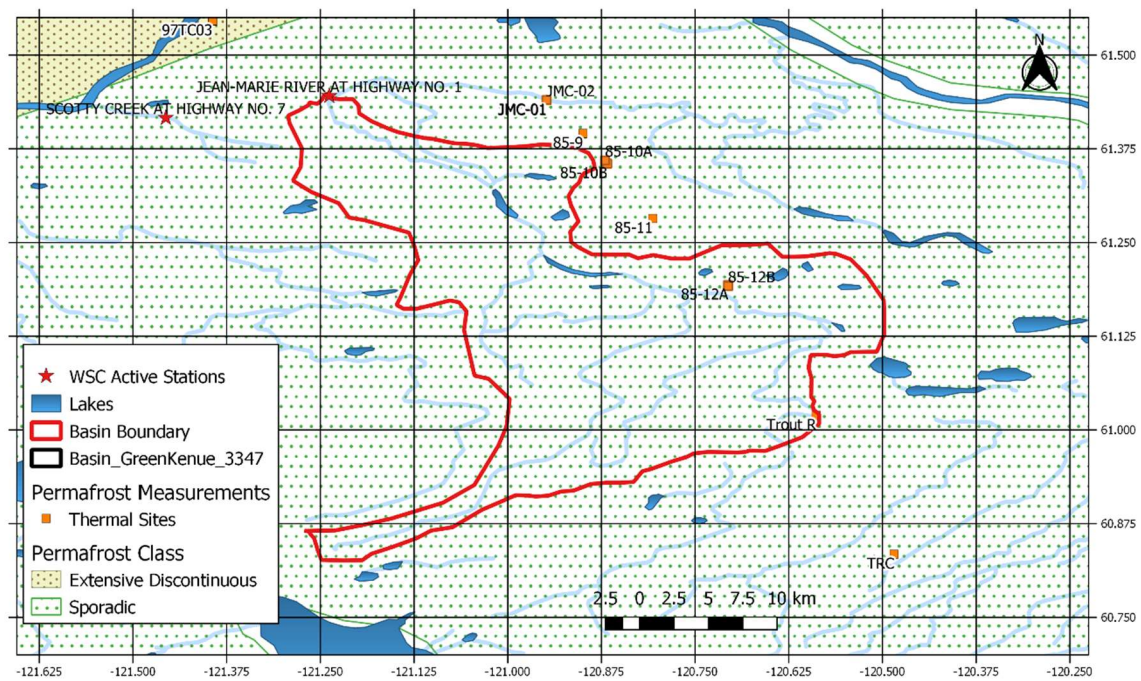 97TC03
N
61.500
JEAN-MARIE RIVER AT HIGHWAY NO. 1
JMC-02
SCOTTY CREEK AT HIGHWAY NO. 7
JMC-01
85-9
85-10A
61.375
85-10B
85-11
61.250
85-12B
85-12A
61.125
WSC Active Stations
Lakes
Trout R
61.000
Basin Boundary
Basin_GreenKenue_3347
Permafrost Measurements
Thermal Sites
60.875
Permafrost Class
TRC
Extensive Discontinuous
Sporadic
2.5 0 2.5 5 7.5 10 km
60.750
-121.625 -121.500 -121.375 -121.250 -121.125 -121.000 -120.875 -120.750 -120.625 -120.500 -120.375 -120.250